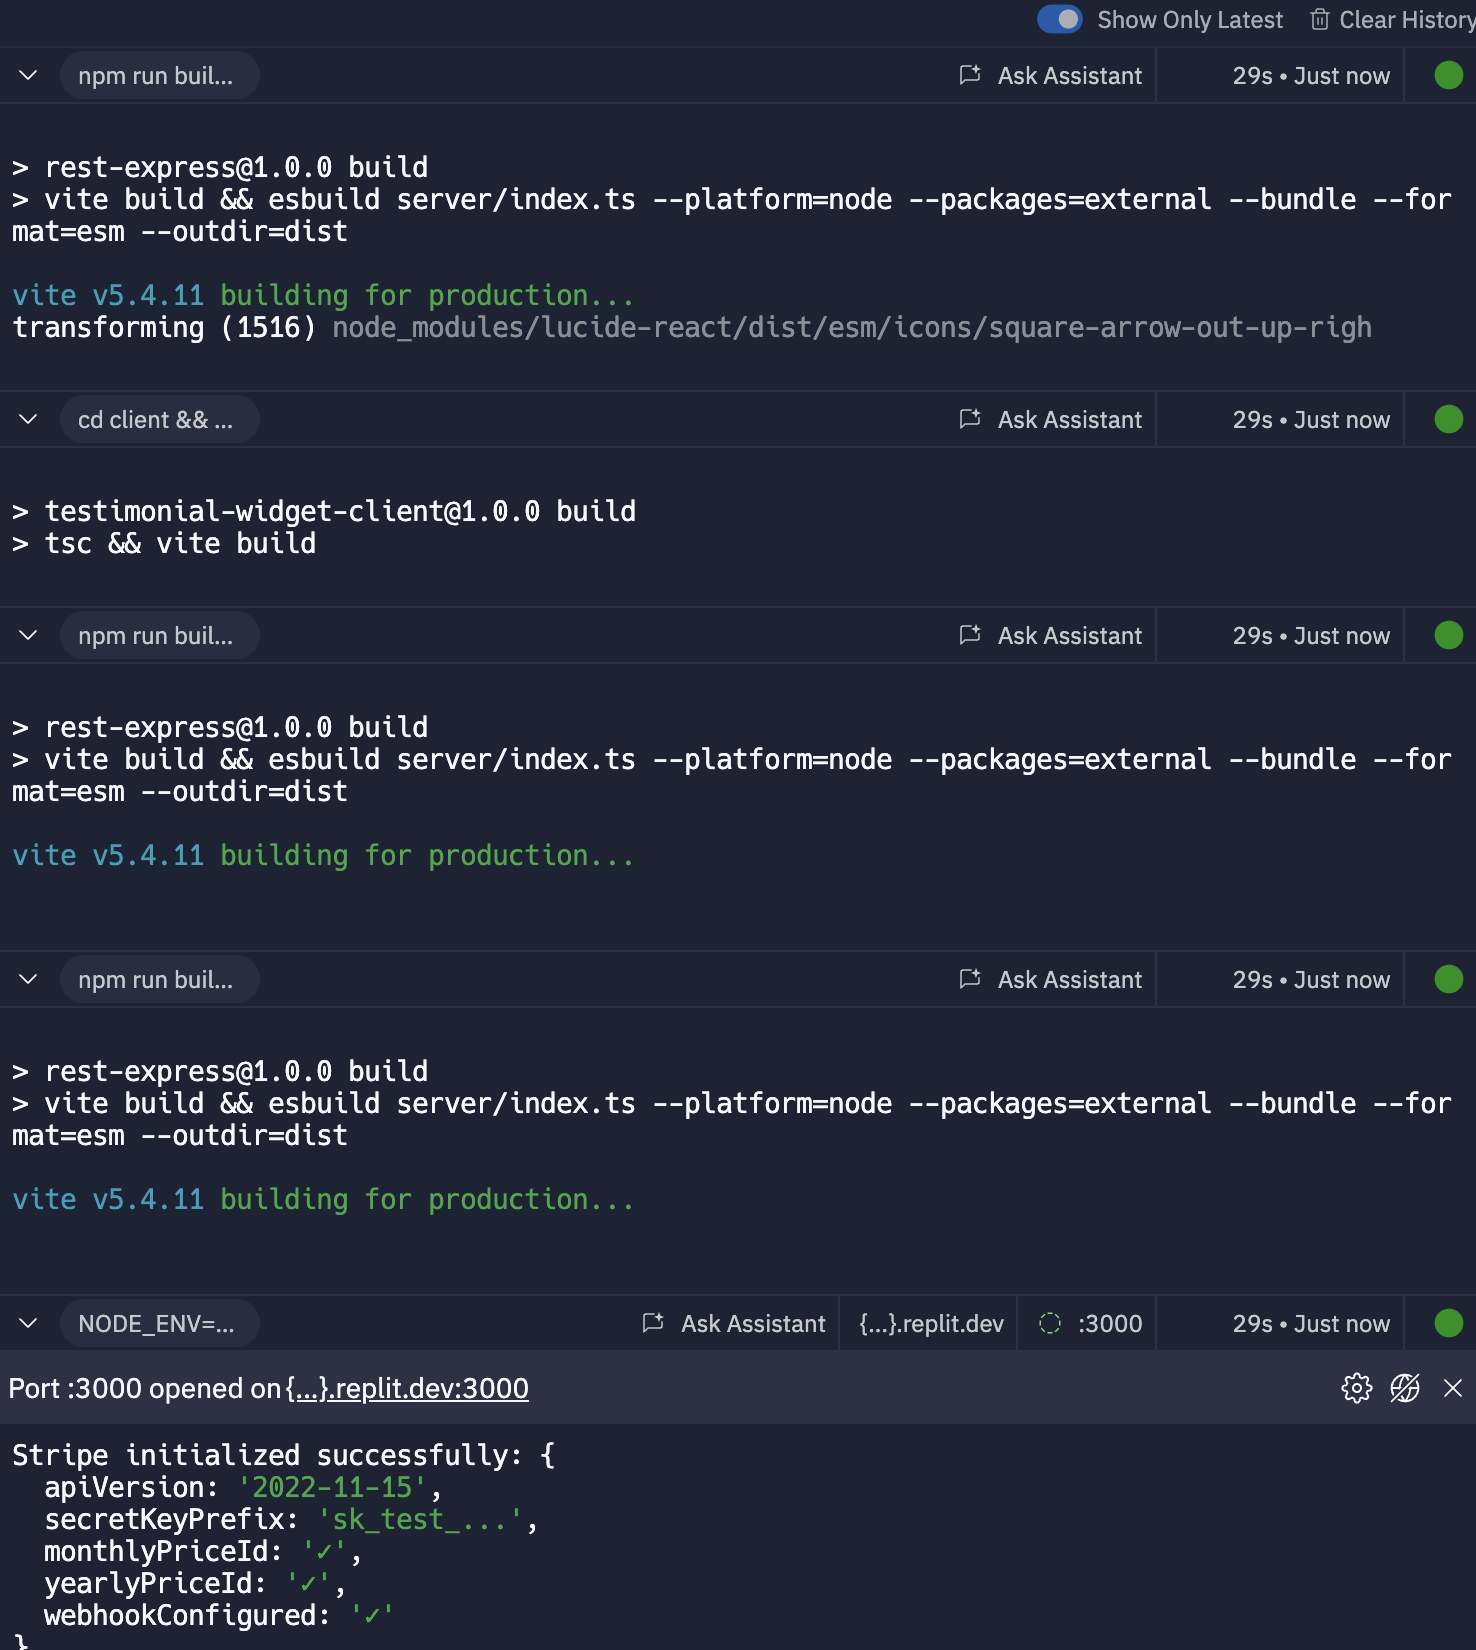 Show Only Latest Clear History
npm run buil... Ask Assistant 29s • Just now
> rest-express@1.0.0 build
> vite build && esbuild server/index.ts --platform=node --packages=external --bundle --for
mat=esm --outdir=dist
vite v5.4.11 building for production...
transforming (1516) node_modules/lucide-react/dist/esm/icons/square-arrow-out-up-righ
cd client && ... Ask Assistant 29s • Just now
> testimonial-widget-client@1.0.0 build
> tsc && vite build
npm run buil... Ask Assistant 29s • Just now
> rest-express@1.0.0 build
> vite build && esbuild server/index.ts --platform=node --packages=external --bundle --for
mat=esm --outdir=dist
vite v5.4.11 building for production...
npm run buil... Ask Assistant 29s • Just now
> rest-express@1.0.0 build
> vite build && esbuild server/index.ts --platform=node --packages=external --bundle --for
mat=esm --outdir=dist
vite v5.4.11 building for production...
NODE_ENV=... Ask Assistant {...}.replit.dev :3000 29s • Just now
Port :3000 opened on {...}.replit.dev:3000
Stripe initialized successfully: {
  apiVersion: '2022-11-15',
  secretKeyPrefix: 'sk_test_...',
  monthlyPriceId: '✓',
  yearlyPriceId: '✓',
  webhookConfigured: '✓'
}